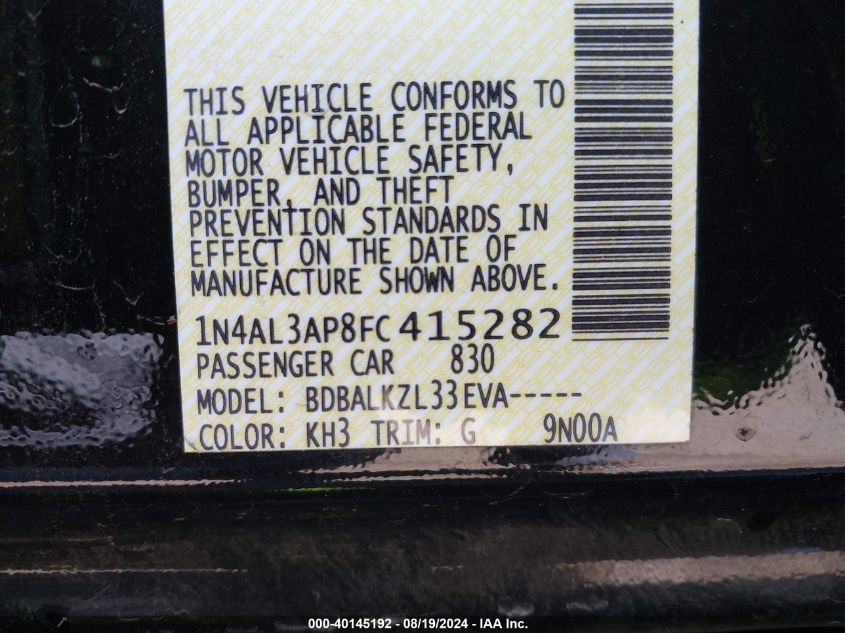 THIS VEHICLE CONFORMS TO
ALL APPLICABLE FEDERAL
MOTOR VEHICLE SAFETY,
BUMPER, AND THEFT
PREVENTION STANDARDS IN
EFFECT ON THE DATE OF
MANUFACTURE SHOWN ABOVE.
1N4AL3AP8FC415282
PASSENGER CAR 830
MODEL: BDBALKZL33EVA-----
COLOR: KH3 TRIM: G 9N00A
000-40145192 - 08/19/2024 - IAA Inc.